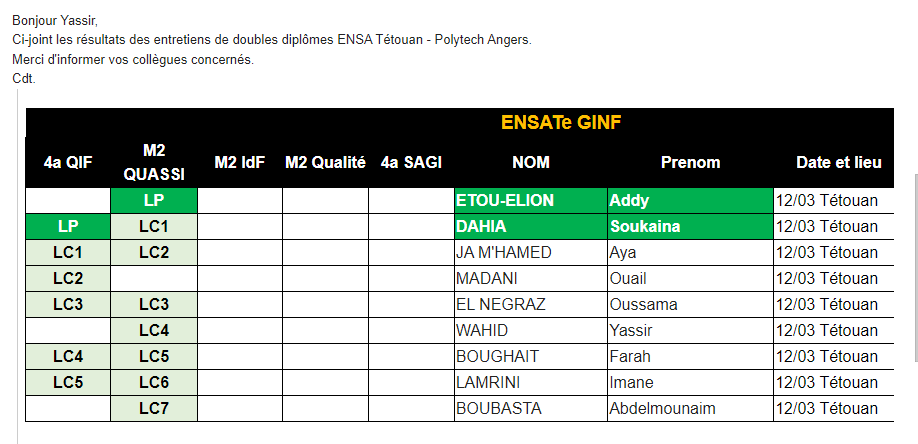 Bonjour Yassir,
Ci-joint les résultats des entretiens de doubles diplômes ENSA Tétouan - Polytech Angers.
Merci d'informer vos collègues concernés.
Cdt.
ENSATe GINF
4a QIF M2 QUASSI M2 IdF M2 Qualité 4a SAGI NOM Prenom Date et lieu
LP ETOU-ELION Addy 12/03 Tétouan
LP LC1 DAHIA Soukaina 12/03 Tétouan
LC1 LC2 JA M'HAMED Aya 12/03 Tétouan
LC2 MADANI Ouail 12/03 Tétouan
LC3 LC3 EL NEGRAZ Oussama 12/03 Tétouan
LC4 WAHID Yassir 12/03 Tétouan
LC4 LC5 BOUGHAIT Farah 12/03 Tétouan
LC5 LC6 LAMRINI Imane 12/03 Tétouan
LC7 BOUBASTA Abdelmounaim 12/03 Tétouan